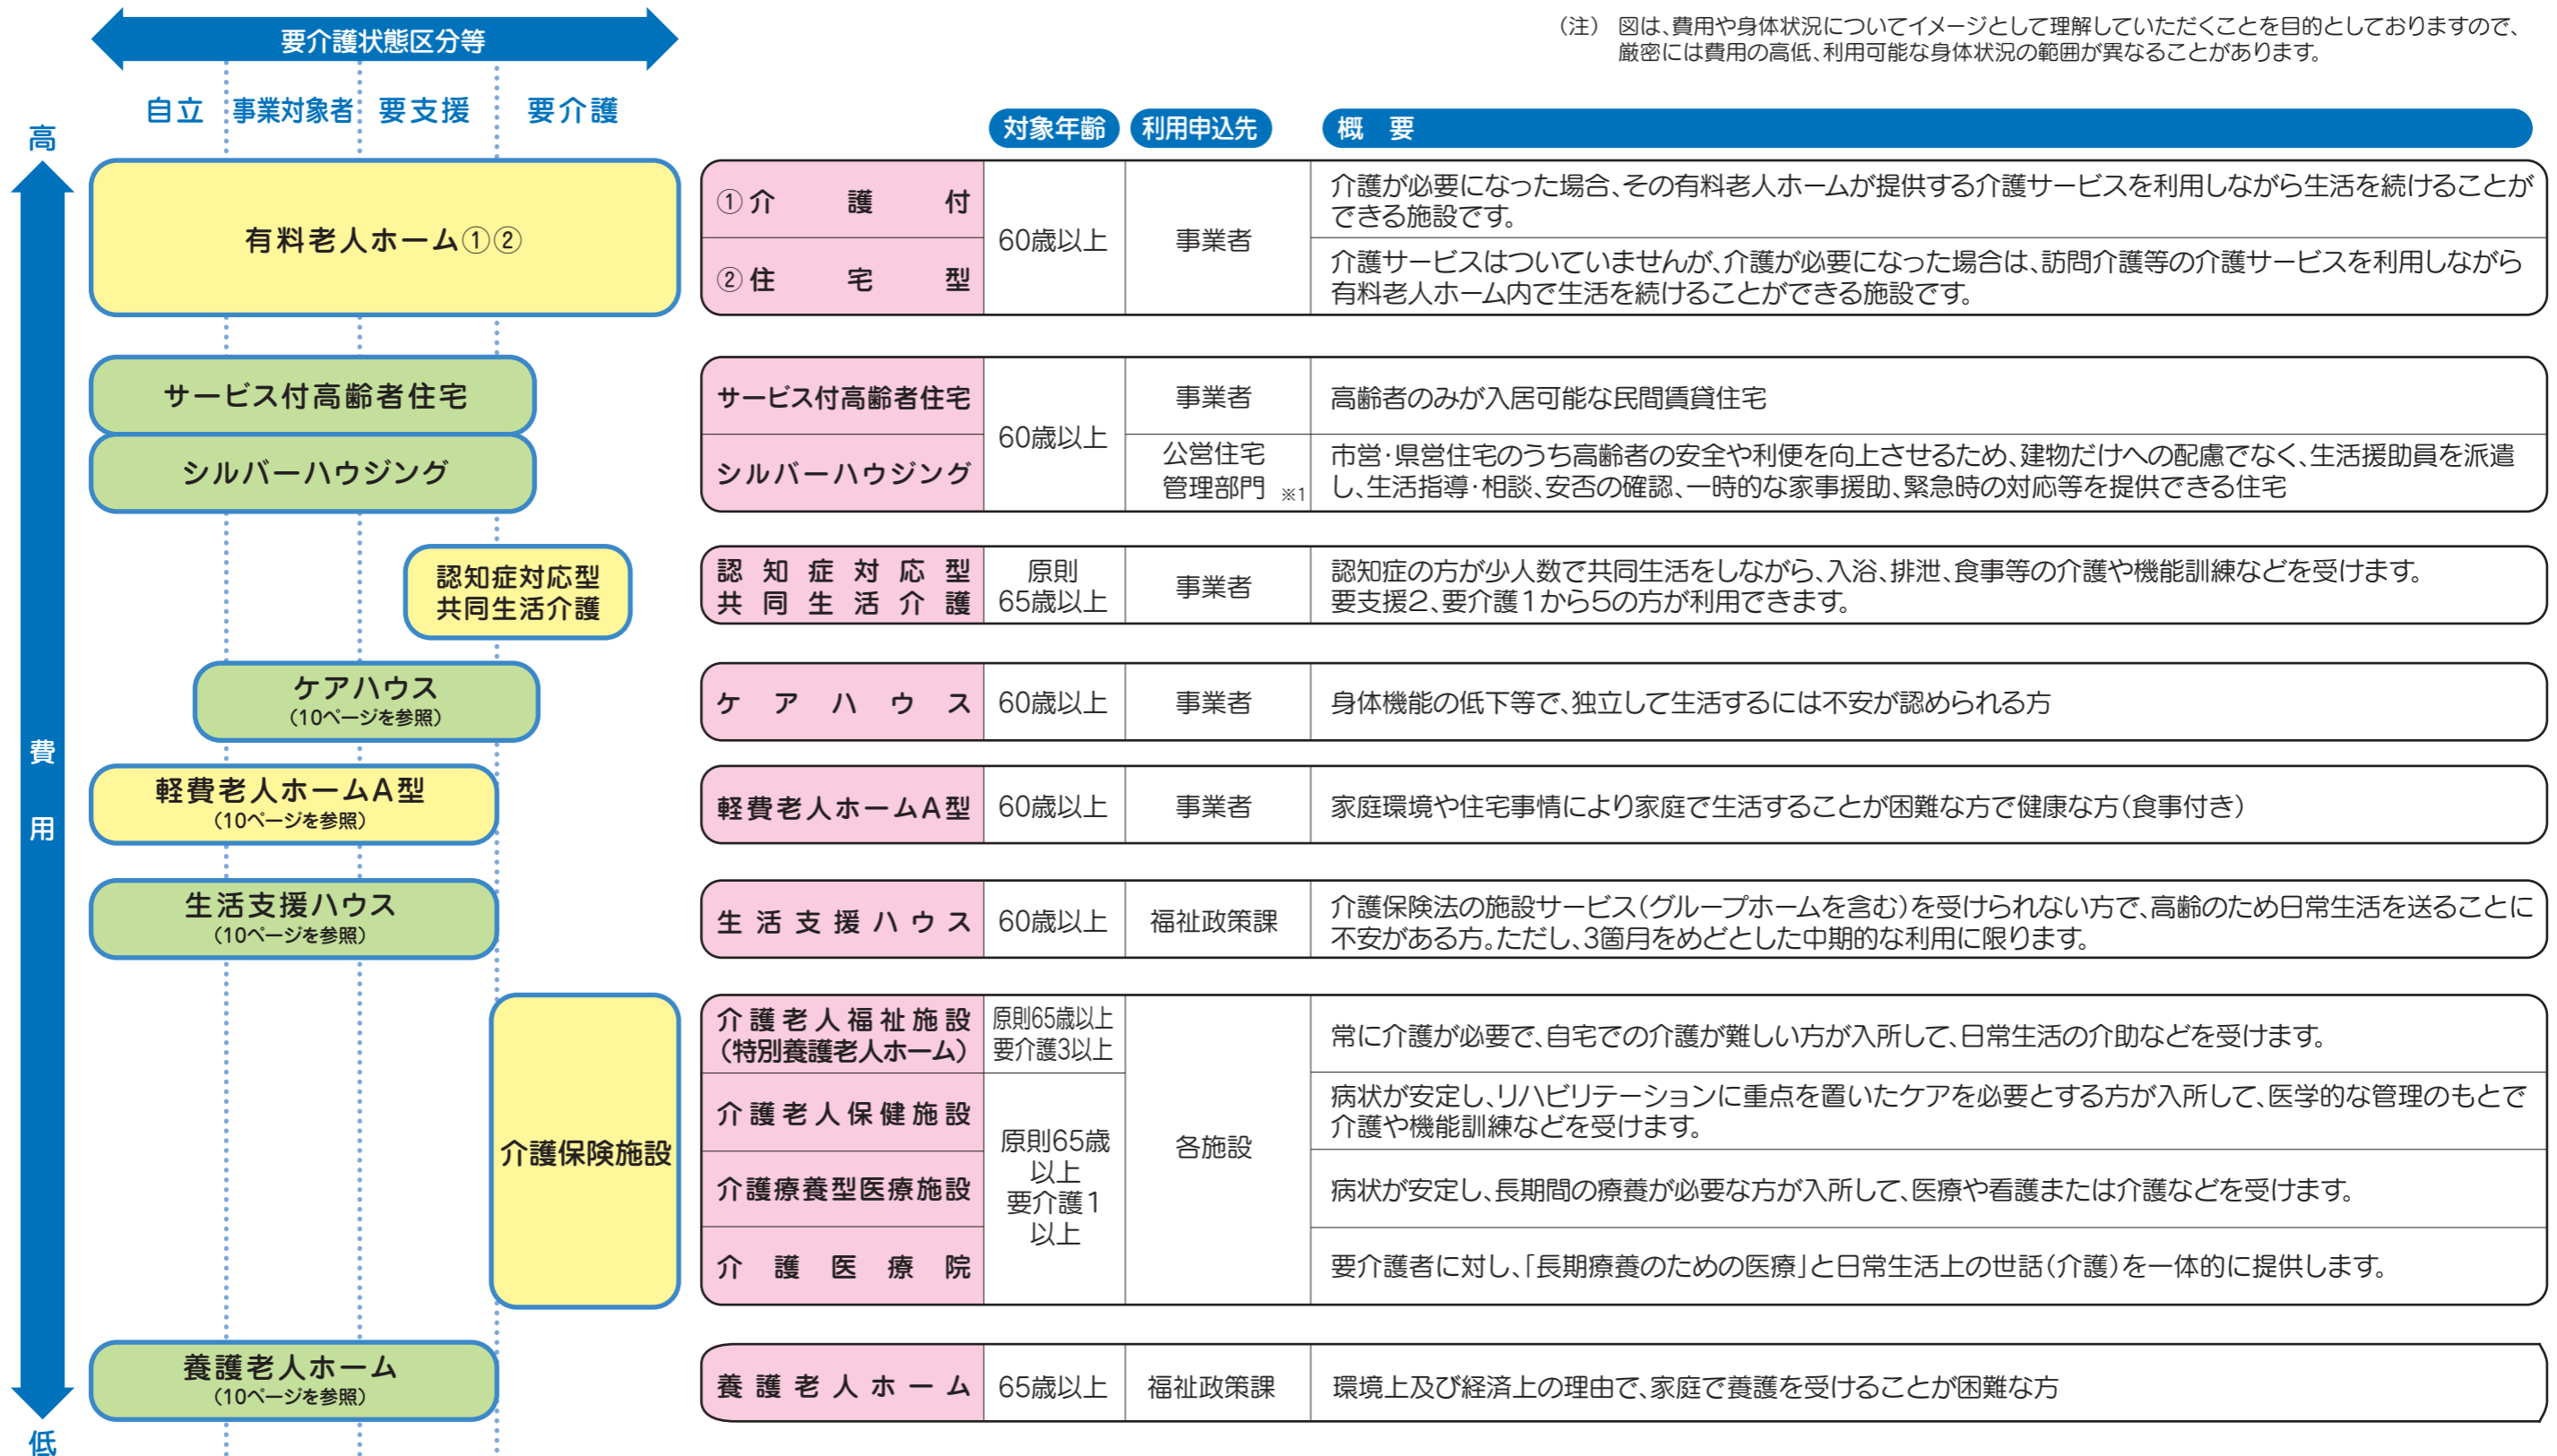 要介護状態区分等
(注) 図は、費用や身体状況についてイメージとして理解していただくことを目的としておりますので、
厳密には費用の高低、利用可能な身体状況の範囲が異なることがあります。
自立 事業対象者 要支援 要介護
高
費用
低
対象年齢 利用申込先 概 要
有料老人ホーム①②
①介護付
②住宅型
60歳以上
事業者
介護が必要になった場合、その有料老人ホームが提供する介護サービスを利用しながら生活を続けることが
できる施設です。
介護サービスはついていませんが、介護が必要になった場合は、訪問介護等の介護サービスを利用しながら
有料老人ホーム内で生活を続けることができる施設です。
サービス付高齢者住宅
シルバーハウジング
サービス付高齢者住宅
60歳以上
事業者
高齢者のみが入居可能な民間賃貸住宅
シルバーハウジング
公営住宅
管理部門 ※1
市営・県営住宅のうち高齢者の安全や利便を向上させるため、建物だけへの配慮でなく、生活援助員を派遣
し、生活指導・相談、安否の確認、一時的な家事援助、緊急時の対応等を提供できる住宅
認知症対応型
共同生活介護
認知症対応型
共同生活介護
原則
65歳以上
事業者
認知症の方が少人数で共同生活をしながら、入浴、排泄、食事等の介護や機能訓練などを受けます。
要支援2、要介護1から5の方が利用できます。
ケアハウス
(10ページを参照)
ケアハウス
60歳以上
事業者
身体機能の低下等で、独立して生活するには不安が認められる方
軽費老人ホームA型
(10ページを参照)
軽費老人ホームA型
60歳以上
事業者
家庭環境や住宅事情により家庭で生活することが困難な方で健康な方(食事付き)
生活支援ハウス
(10ページを参照)
生活支援ハウス
60歳以上
福祉政策課
介護保険法の施設サービス(グループホームを含む)を受けられない方で、高齢のため日常生活を送ることに
不安がある方。ただし、3箇月をめどとした中期的な利用に限ります。
介護保険施設
介護老人福祉施設
(特別養護老人ホーム)
原則65歳以上
要介護3以上
常に介護が必要で、自宅での介護が難しい方が入所して、日常生活の介助などを受けます。
介護老人保健施設
原則65歳
以上
要介護1
以上
各施設
病状が安定し、リハビリテーションに重点を置いたケアを必要とする方が入所して、医学的な管理のもとで
介護や機能訓練などを受けます。
介護療養型医療施設
病状が安定し、長期間の療養が必要な方が入所して、医療や看護または介護などを受けます。
介護医療院
要介護者に対し、「長期療養のための医療」と日常生活上の世話(介護)を一体的に提供します。
養護老人ホーム
(10ページを参照)
養護老人ホーム
65歳以上
福祉政策課
環境上及び経済上の理由で、家庭で養護を受けることが困難な方